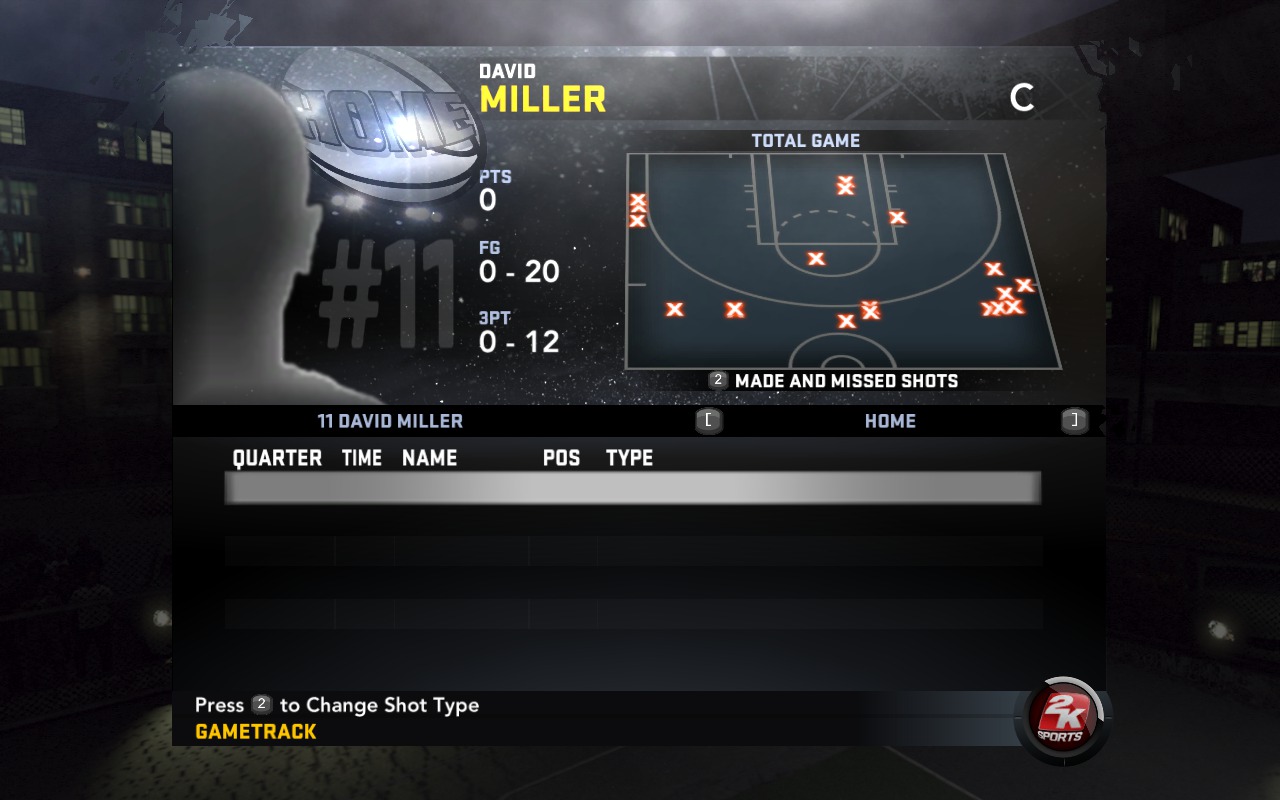 DAVID
MILLER
C
HOME
#11
PTS
0
FG
0 - 20
3PT
0 - 12
TOTAL GAME
2 MADE AND MISSED SHOTS
11 DAVID MILLER [ HOME ]
QUARTER TIME NAME POS TYPE
Press 2 to Change Shot Type
GAMETRACK
2K
SPORTS